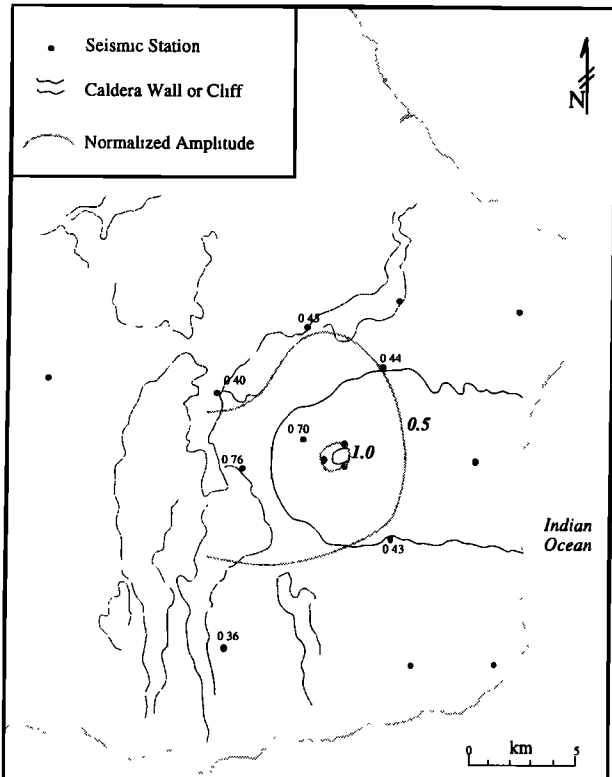 Seismic Station
Caldera Wall or Cliff
Normalized Amplitude
N
0 45
0 44
0 40
0.5
0 70
1.0
0 76
Indian
Ocean
0 43
0 36
0 km 5